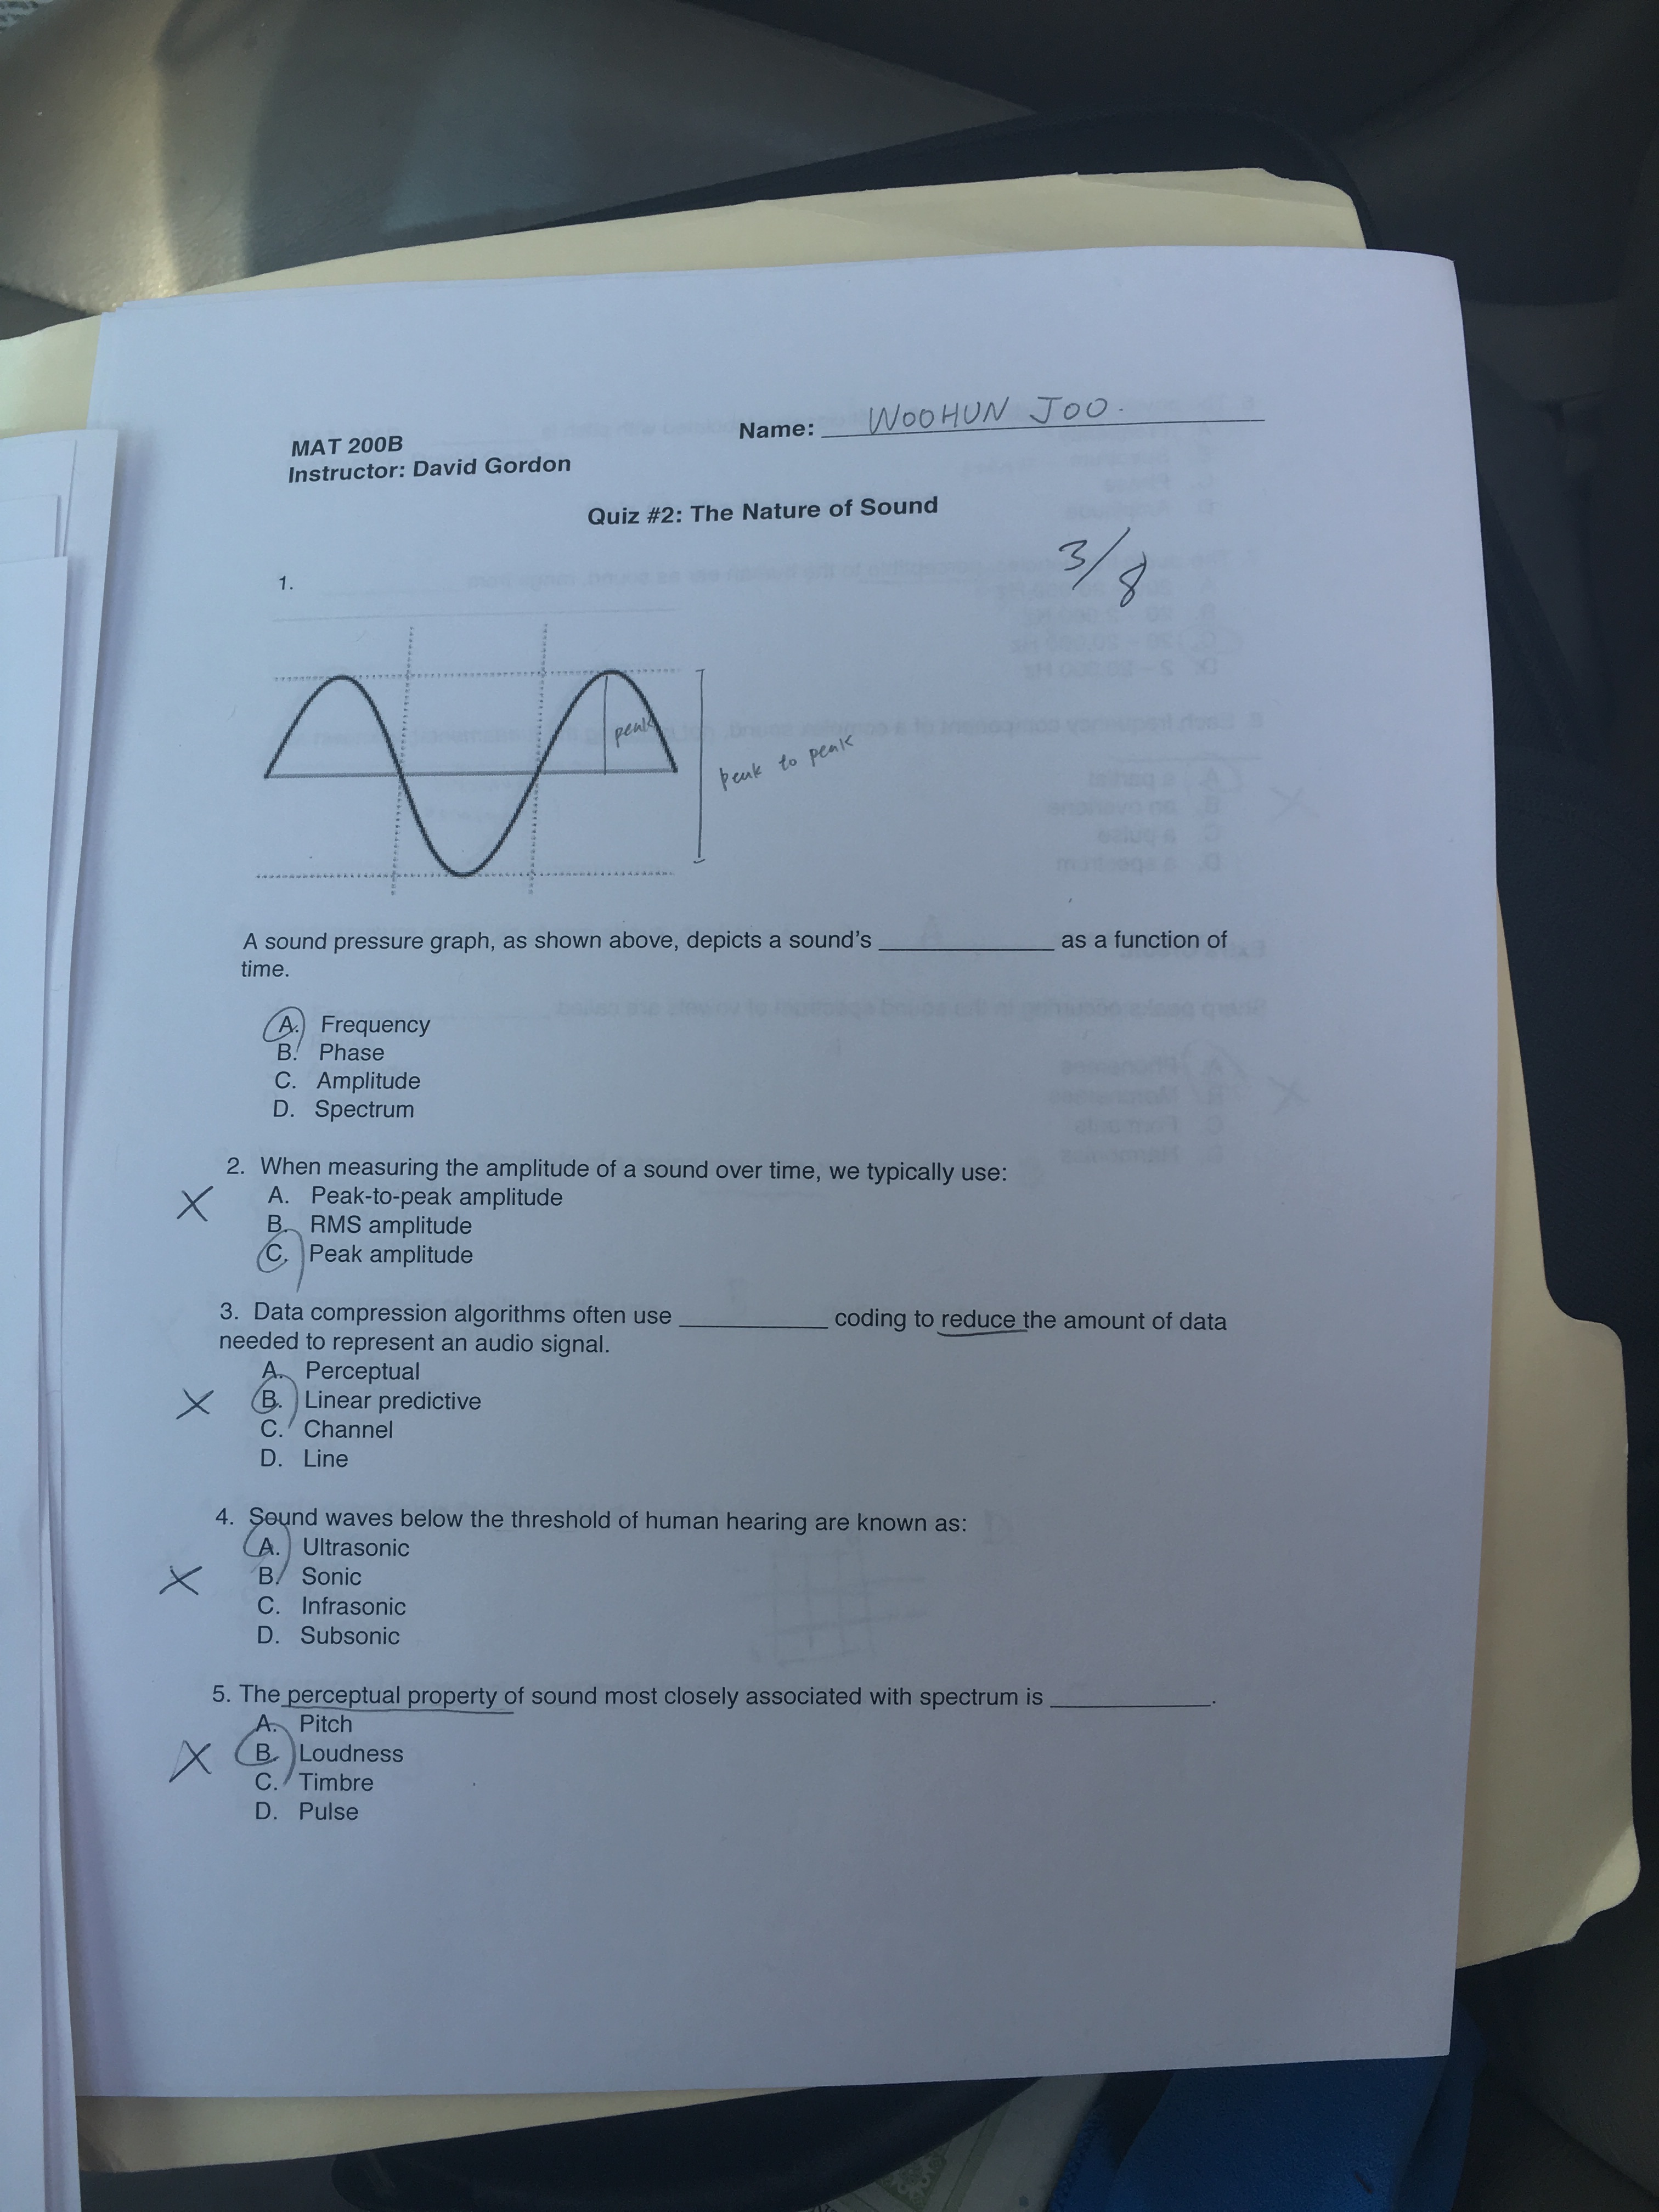 Name: WOOHUN JOO.
MAT 200B
Instructor: David Gordon
Quiz #2: The Nature of Sound
3/8
1.
peak
peak to peak
A sound pressure graph, as shown above, depicts a sound's ____________ as a function of
time.
A. Frequency
B. Phase
C. Amplitude
D. Spectrum
2. When measuring the amplitude of a sound over time, we typically use:
A. Peak-to-peak amplitude
B. RMS amplitude
C. Peak amplitude
3. Data compression algorithms often use ____________ coding to reduce the amount of data
needed to represent an audio signal.
A. Perceptual
B. Linear predictive
C. Channel
D. Line
4. Sound waves below the threshold of human hearing are known as:
A. Ultrasonic
B. Sonic
C. Infrasonic
D. Subsonic
5. The perceptual property of sound most closely associated with spectrum is ____________.
A. Pitch
B. Loudness
C. Timbre
D. Pulse